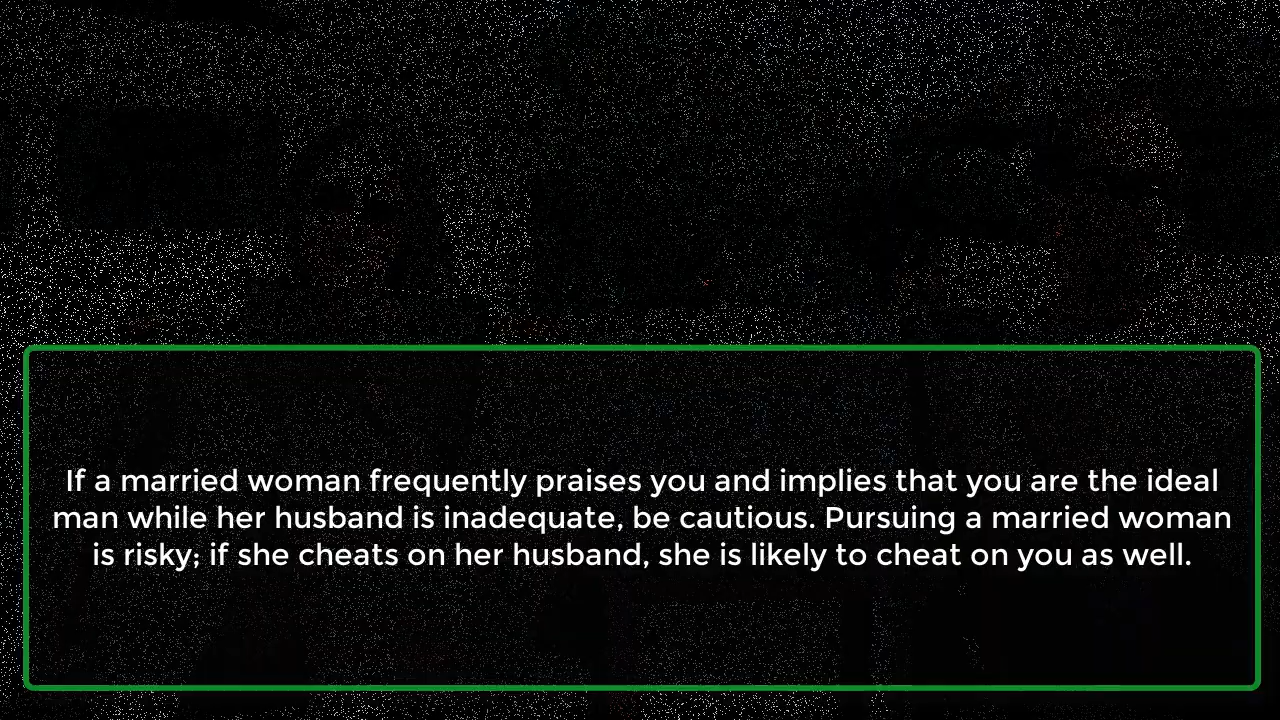 If a married woman frequently praises you and implies that you are the ideal
man while her husband is inadequate, be cautious. Pursuing a married woman
is risky; if she cheats on her husband, she is likely to cheat on you as well.